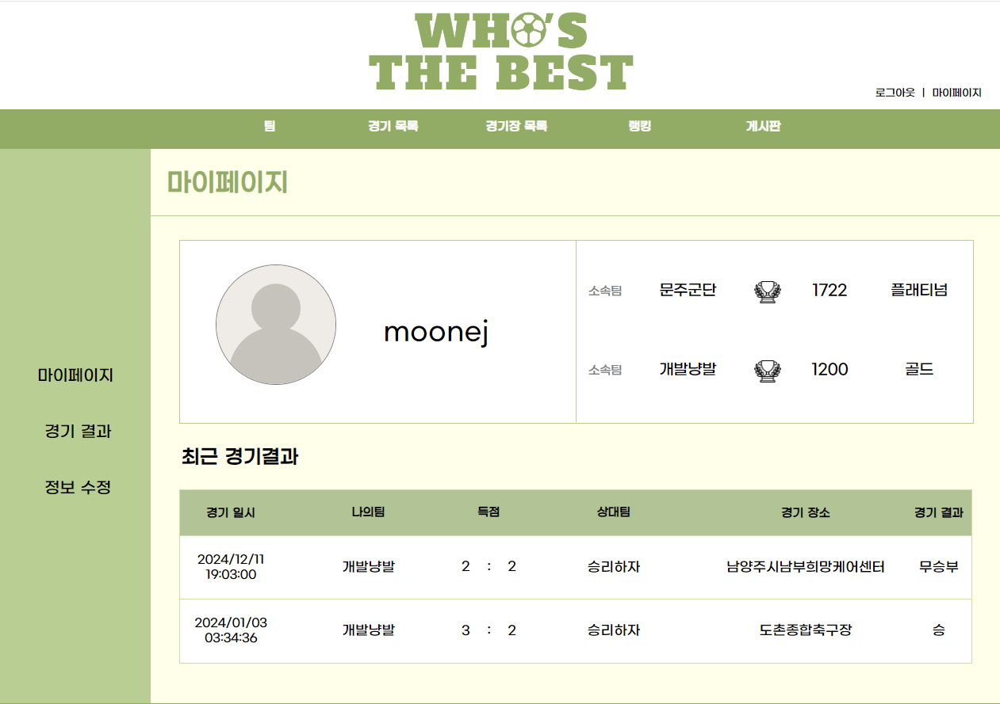 WHO'S
THE BEST
로그아웃 | 마이페이지
팀 경기 목록 경기장 목록 랭킹 게시판
마이페이지
마이페이지
경기 결과
정보 수정
moonej
소속팀 문주군단 1722 플래티넘
소속팀 개발냥발 1200 골드
최근 경기결과
경기 일시 나의팀 득점 상대팀 경기 장소 경기 결과
2024/12/11
19:03:00 개발냥발 2 : 2 승리하자 남양주시남부희망케어센터 무승부
2024/01/03
03:34:36 개발냥발 3 : 2 승리하자 도촌종합축구장 승